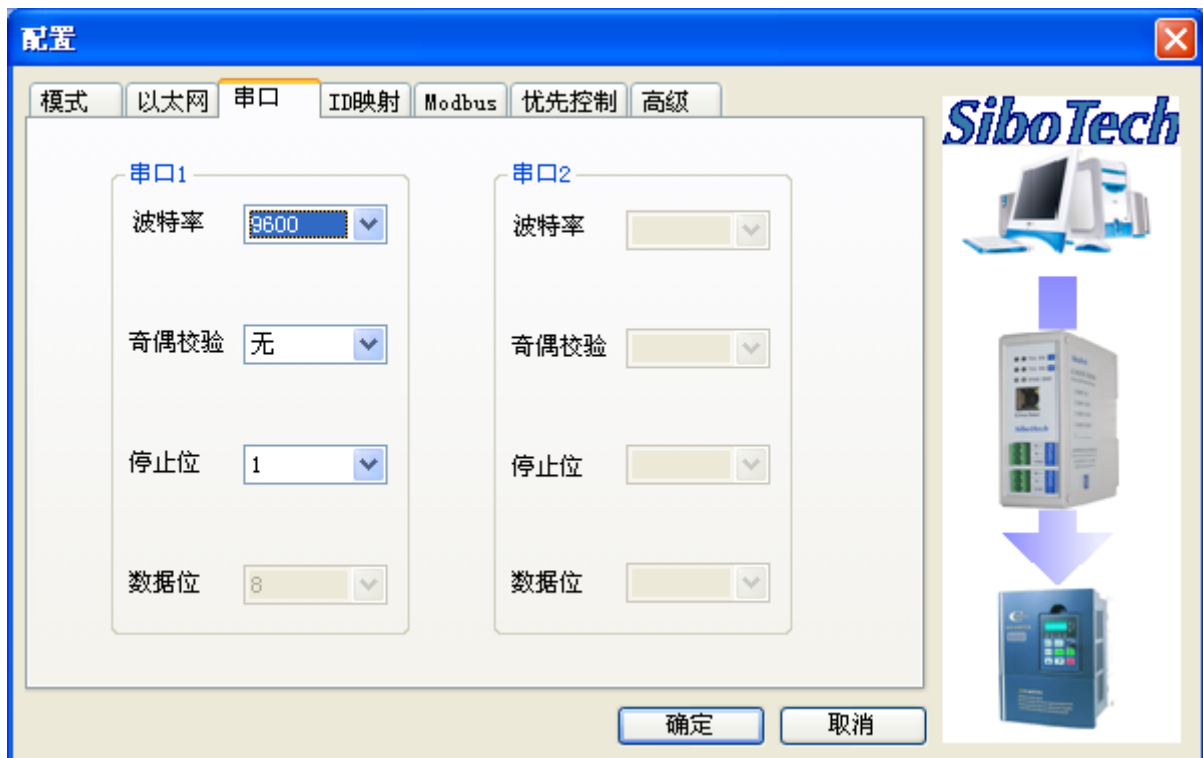 配置
模式 以太网 串口 ID映射 Modbus 优先控制 高级
SiboTech
串口1
波特率 9600
奇偶校验 无
停止位 1
数据位 8
串口2
波特率
奇偶校验
停止位
数据位
确定 取消